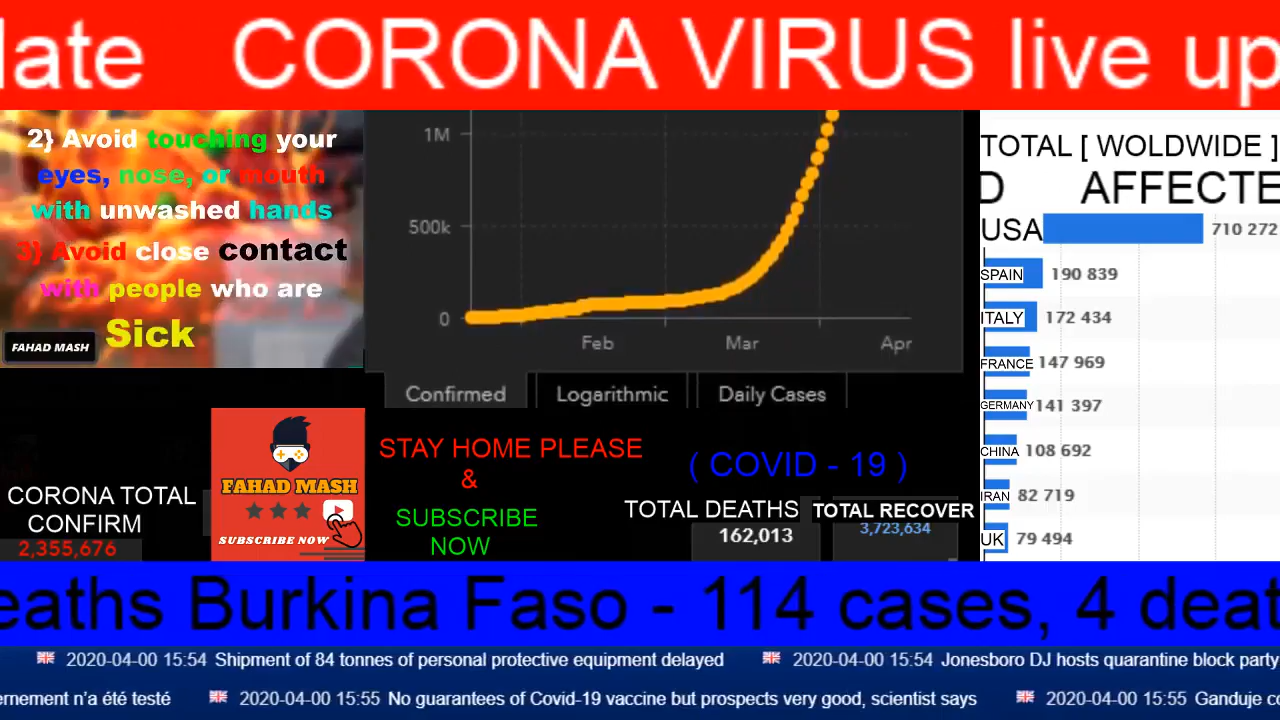 late CORONA VIRUS live up
2} Avoid touching your
eyes, nose, or mouth
with unwashed hands
3} Avoid close contact
with people who are
Sick
FAHAD MASH
1M
500k
0
Feb Mar Apr
Confirmed Logarithmic Daily Cases
TOTAL [ WOLDWIDE ]
D AFFECTE
USA 710 272
SPAIN 190 839
ITALY 172 434
FRANCE 147 969
GERMANY 141 397
CHINA 108 692
IRAN 82 719
UK 79 494
CORONA TOTAL
CONFIRM
2,355,676
FAHAD MASH
SUBSCRIBE NOW
STAY HOME PLEASE
&
SUBSCRIBE
NOW
( COVID - 19 )
TOTAL DEATHS
162,013
TOTAL RECOVER
3,723,634
eaths Burkina Faso - 114 cases, 4 deat
2020-04-00 15:54 Shipment of 84 tonnes of personal protective equipment delayed 2020-04-00 15:54 Jonesboro DJ hosts quarantine block party
ernement n'a été testé 2020-04-00 15:55 No guarantees of Covid-19 vaccine but prospects very good, scientist says 2020-04-00 15:55 Ganduje co